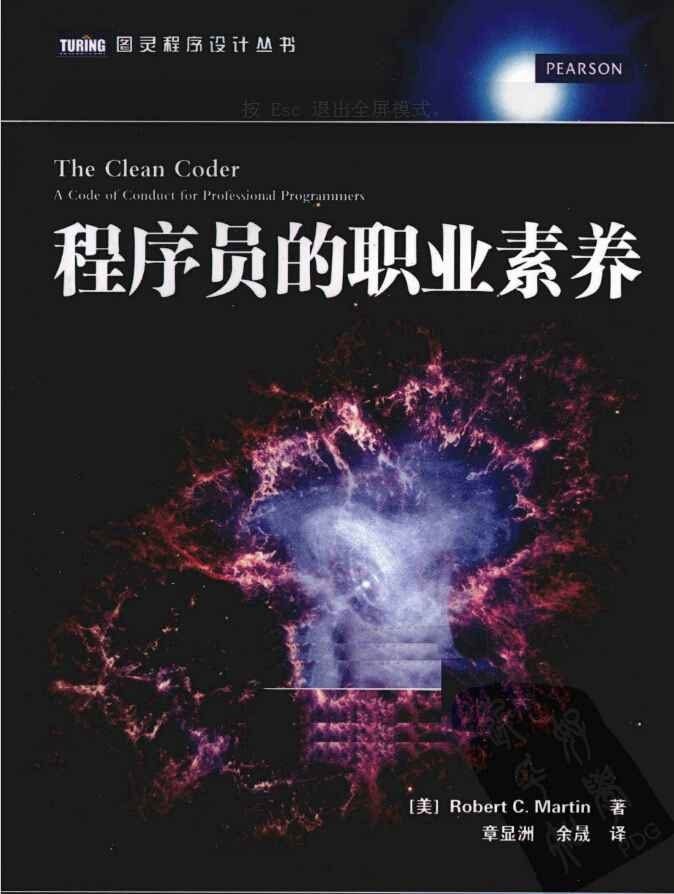 TURING 图灵程序设计丛书
PEARSON
按 Esc 退出全屏模式。
The Clean Coder
A Code of Conduct for Professional Programmers
程序员的职业素养
[美] Robert C. Martin 著
章显洲 余晟 译
PDG